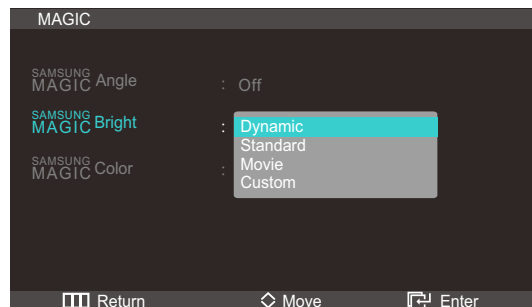 MAGIC
SAMSUNG
MAGIC Angle : Off
SAMSUNG
MAGIC Bright : Dynamic
Standard
SAMSUNG
MAGIC Color : Movie
Custom
Return Move Enter